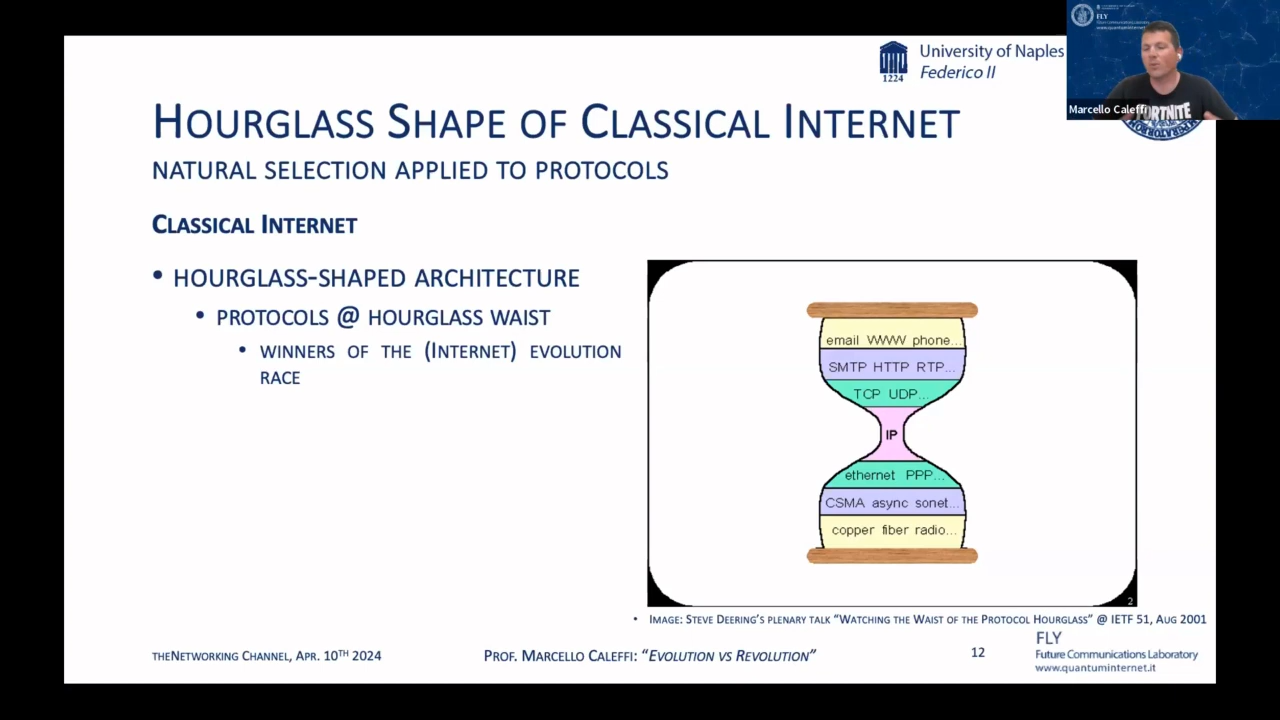 University of Naples
Federico II
1224
FLY
www.quantuminternet.it
Marcello Caleffi
FORTNITE
HOURGLASS SHAPE OF CLASSICAL INTERNET
NATURAL SELECTION APPLIED TO PROTOCOLS
CLASSICAL INTERNET
• HOURGLASS-SHAPED ARCHITECTURE
• PROTOCOLS @ HOURGLASS WAIST
• WINNERS OF THE (INTERNET) EVOLUTION
RACE
email WWW phone...
SMTP HTTP RTP...
TCP UDP...
IP
ethernet PPP...
CSMA async sonet...
copper fiber radio...
2
• IMAGE: STEVE DEERING'S PLENARY TALK "WATCHING THE WAIST OF THE PROTOCOL HOURGLASS" @ IETF 51, AUG 2001
THENETWORKING CHANNEL, APR. 10TH 2024
PROF. MARCELLO CALEFFI: "EVOLUTION VS REVOLUTION"
12
FLY
Future Communications Laboratory
www.quantuminternet.it